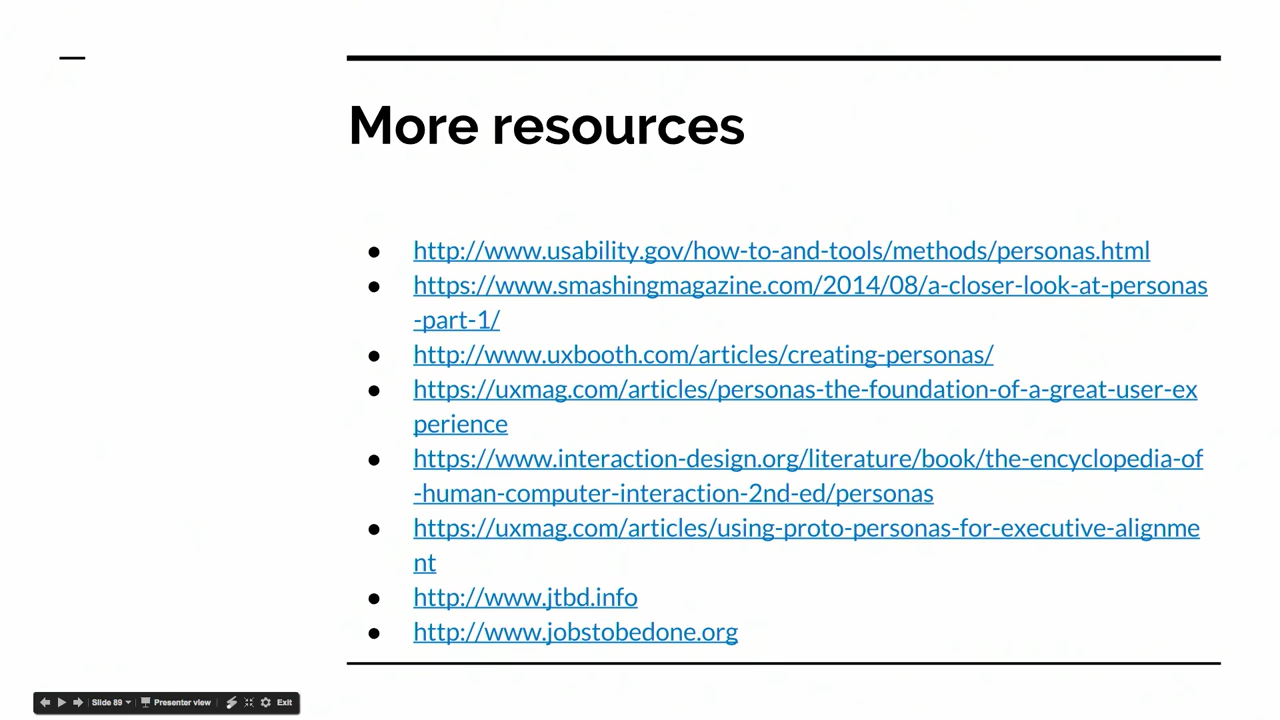 More resources
● http://www.usability.gov/how-to-and-tools/methods/personas.html
● https://www.smashingmagazine.com/2014/08/a-closer-look-at-personas
-part-1/
● http://www.uxbooth.com/articles/creating-personas/
● https://uxmag.com/articles/personas-the-foundation-of-a-great-user-ex
perience
● https://www.interaction-design.org/literature/book/the-encyclopedia-of
-human-computer-interaction-2nd-ed/personas
● https://uxmag.com/articles/using-proto-personas-for-executive-alignme
nt
● http://www.jtbd.info
● http://www.jobstobedone.org
Slide 89 Presenter view Exit